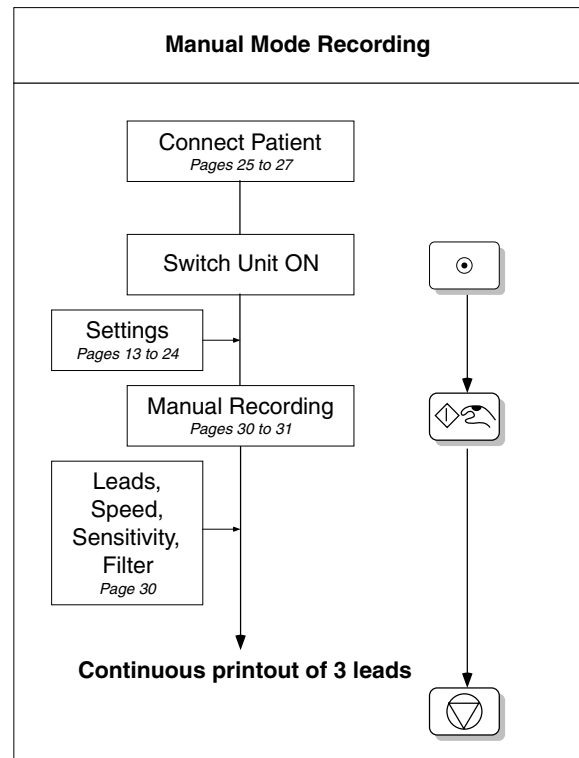 Manual Mode Recording
Connect Patient
Pages 25 to 27
Switch Unit ON
Settings
Pages 13 to 24
Manual Recording
Pages 30 to 31
Leads,
Speed,
Sensitivity,
Filter
Page 30
Continuous printout of 3 leads